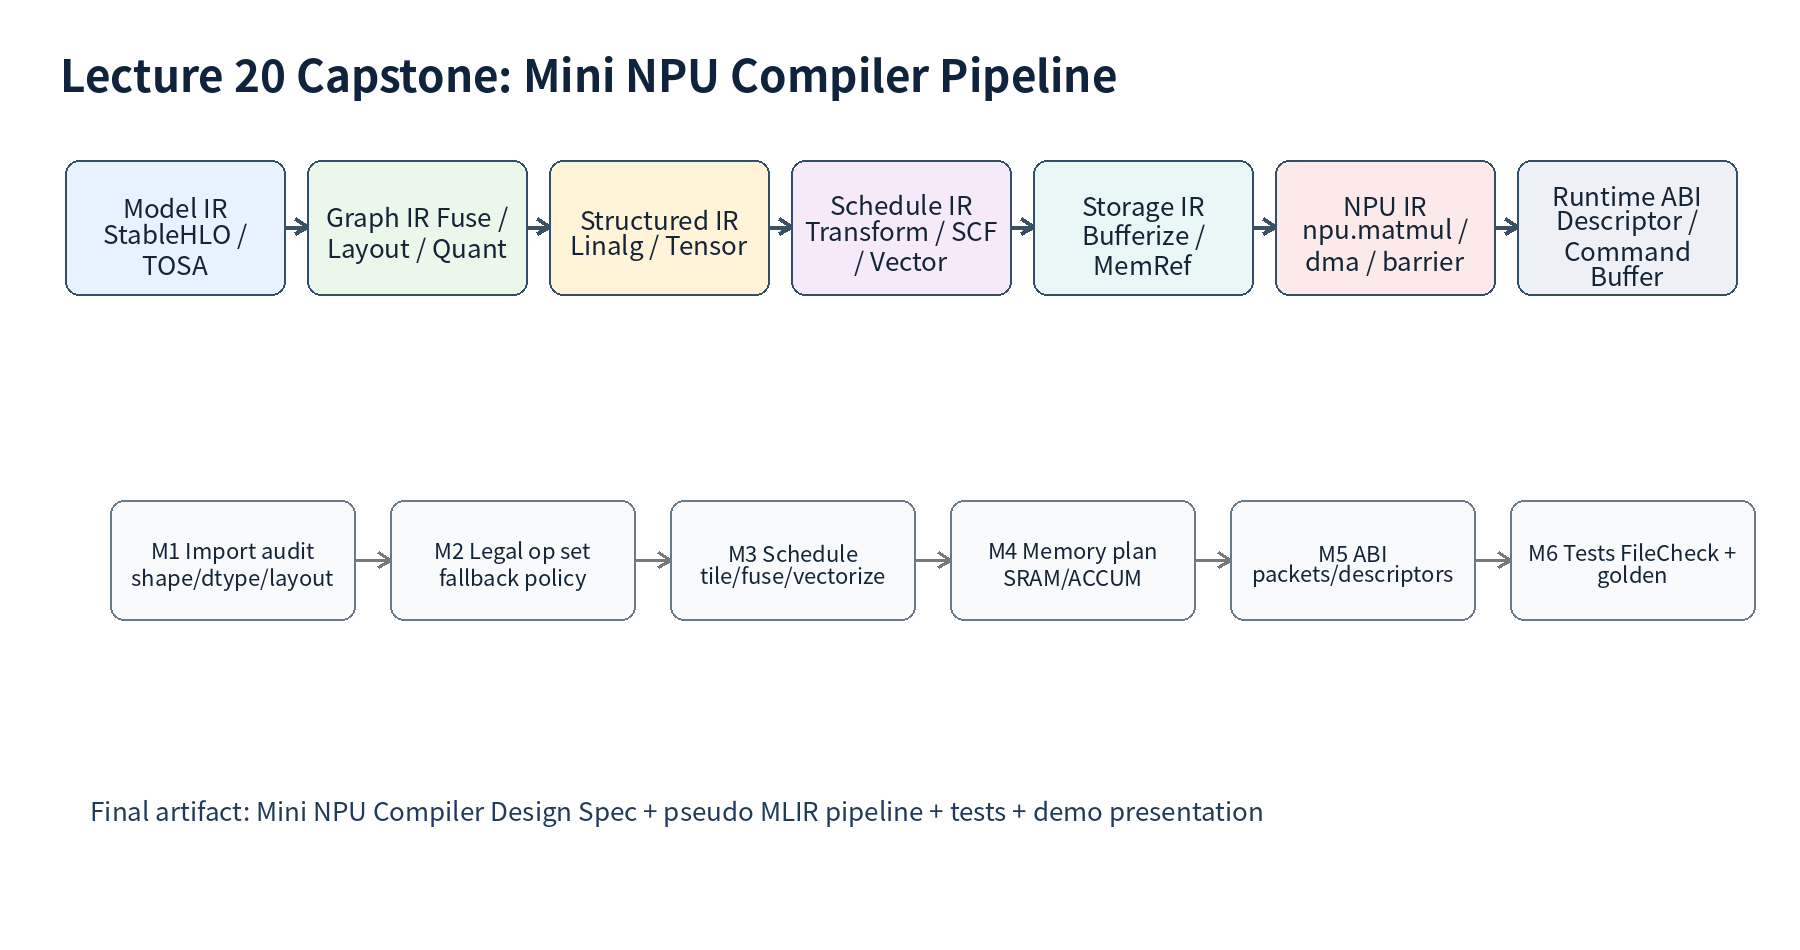 Lecture 20 Capstone: Mini NPU Compiler Pipeline
Model IR
StableHLO /
TOSA
Graph IR Fuse /
Layout / Quant
Structured IR
Linalg / Tensor
Schedule IR
Transform / SCF
/ Vector
Storage IR
Bufferize /
MemRef
NPU IR
npu.matmul /
dma / barrier
Runtime ABI
Descriptor /
Command
Buffer
M1 Import audit
shape/dtype/layout
M2 Legal op set
fallback policy
M3 Schedule
tile/fuse/vectorize
M4 Memory plan
SRAM/ACCUM
M5 ABI
packets/descriptors
M6 Tests FileCheck +
golden
Final artifact: Mini NPU Compiler Design Spec + pseudo MLIR pipeline + tests + demo presentation